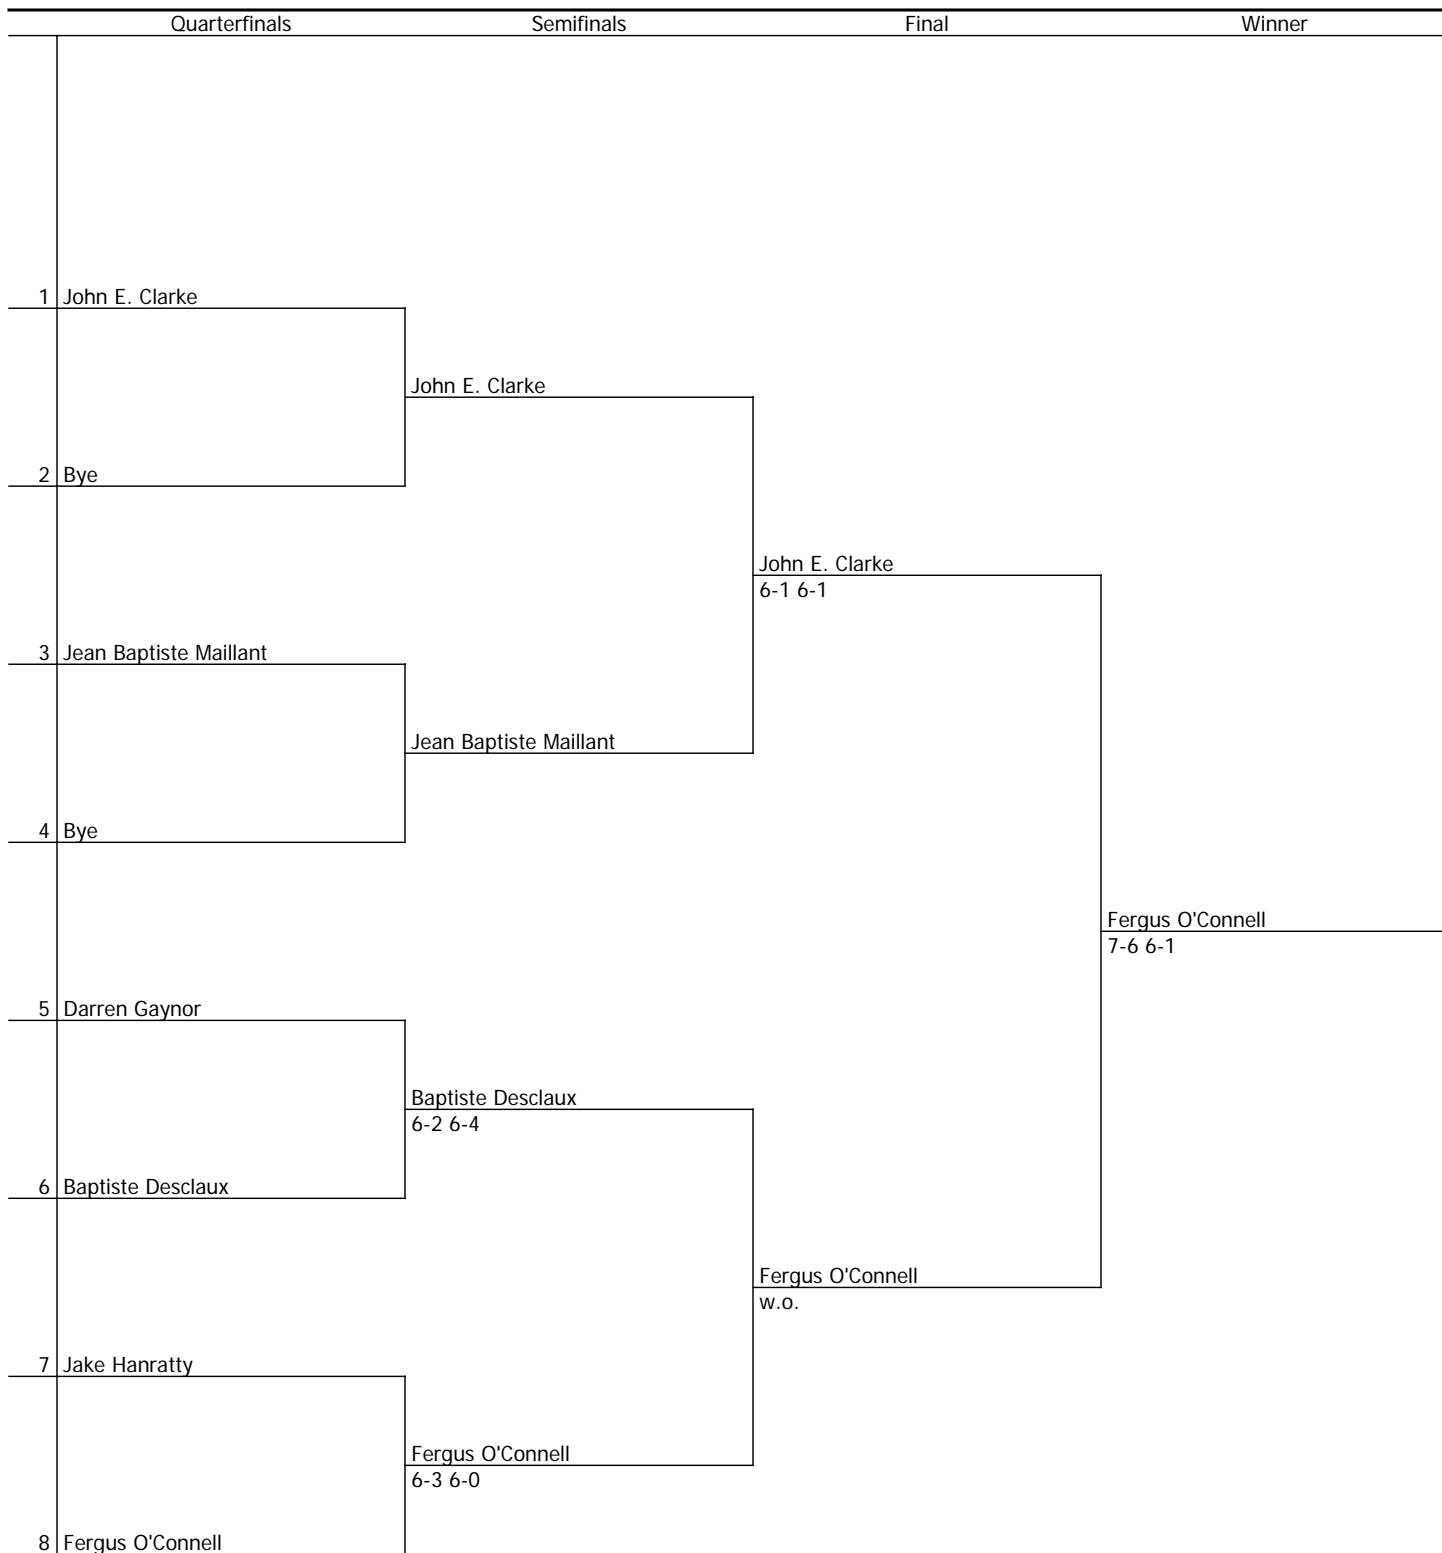 Quarterfinals Semifinals Final Winner
1 John E. Clarke
John E. Clarke
2 Bye
John E. Clarke
6-1 6-1
3 Jean Baptiste Maillant
Jean Baptiste Maillant
4 Bye
Fergus O'Connell
7-6 6-1
5 Darren Gaynor
Baptiste Desclaux
6-2 6-4
6 Baptiste Desclaux
Fergus O'Connell
w.o.
7 Jake Hanratty
Fergus O'Connell
6-3 6-0
8 Fergus O'Connell